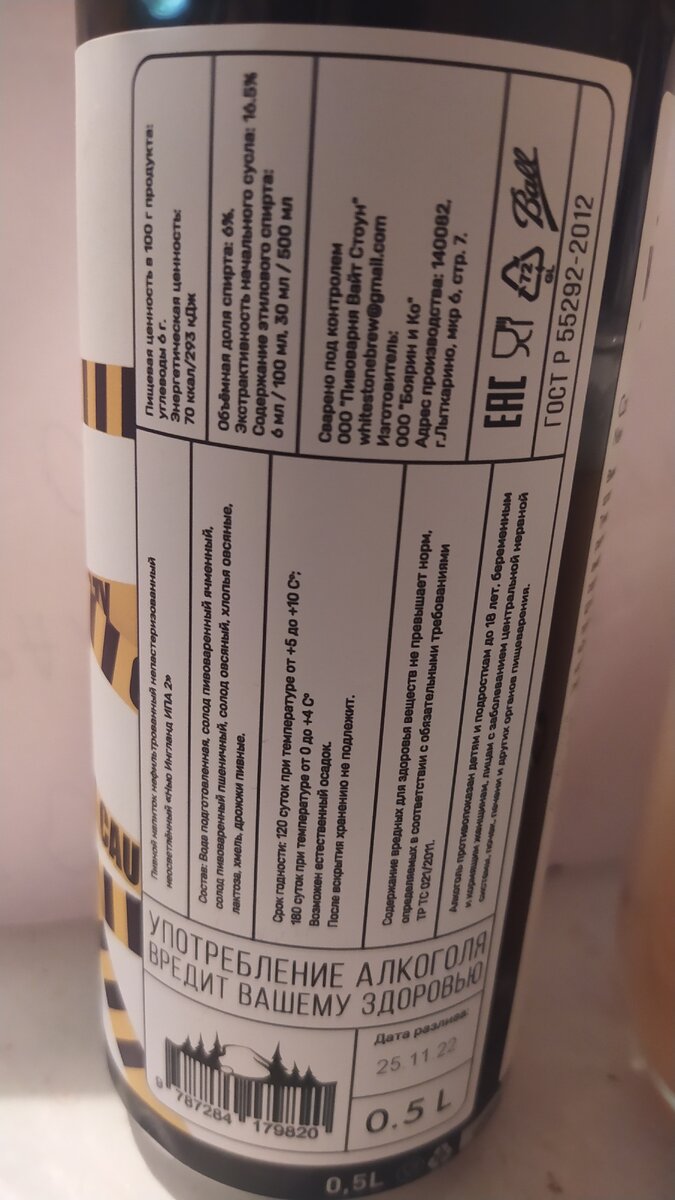 Пивной напиток нефильтрованный непастеризованный
неосветлённый «Нью Ингланд ИПА 2»
Состав: Вода подготовленная, солод пивоваренный ячменный,
солод пивоваренный пшеничный, солод овсяный, хлопья овсяные,
лактоза, хмель, дрожжи пивные.
Срок годности: 120 суток при температуре от +5 до +10 С°;
180 суток при температуре от 0 до +4 С°
Возможен естественный осадок.
После вскрытия хранению не подлежит.
Содержание вредных для здоровья веществ не превышает норм,
определяемых в соответствии с обязательными требованиями
ТР ТС 021/2011.
Алкоголь противопоказан детям и подросткам до 18 лет, беременным
и кормящим женщинам, лицам с заболеванием центральной нервной
системы, почек, печени и других органов пищеварения.
Пищевая ценность в 100 г продукта:
углеводы 6 г.
Энергетическая ценность:
70 ккал/293 кДж
Объёмная доля спирта: 6%.
Экстрактивность начального сусла: 16.5%
Содержание этилового спирта:
6 мл / 100 мл, 30 мл / 500 мл
Сварено под контролем
ООО "Пивоварня Вайт Стоун"
whitestonebrew@gmail.com
Изготовитель:
ООО "Боярин и Ко"
Адрес производства: 140082,
г.Лыткарино, мкр 6, стр. 7.
EAC
72
GL
Ball
ГОСТ Р 55292-2012
УПОТРЕБЛЕНИЕ АЛКОГОЛЯ
ВРЕДИТ ВАШЕМУ ЗДОРОВЬЮ
9 787284 179820
Дата разлива:
25 11 22
0.5 L
CAU
0,5L